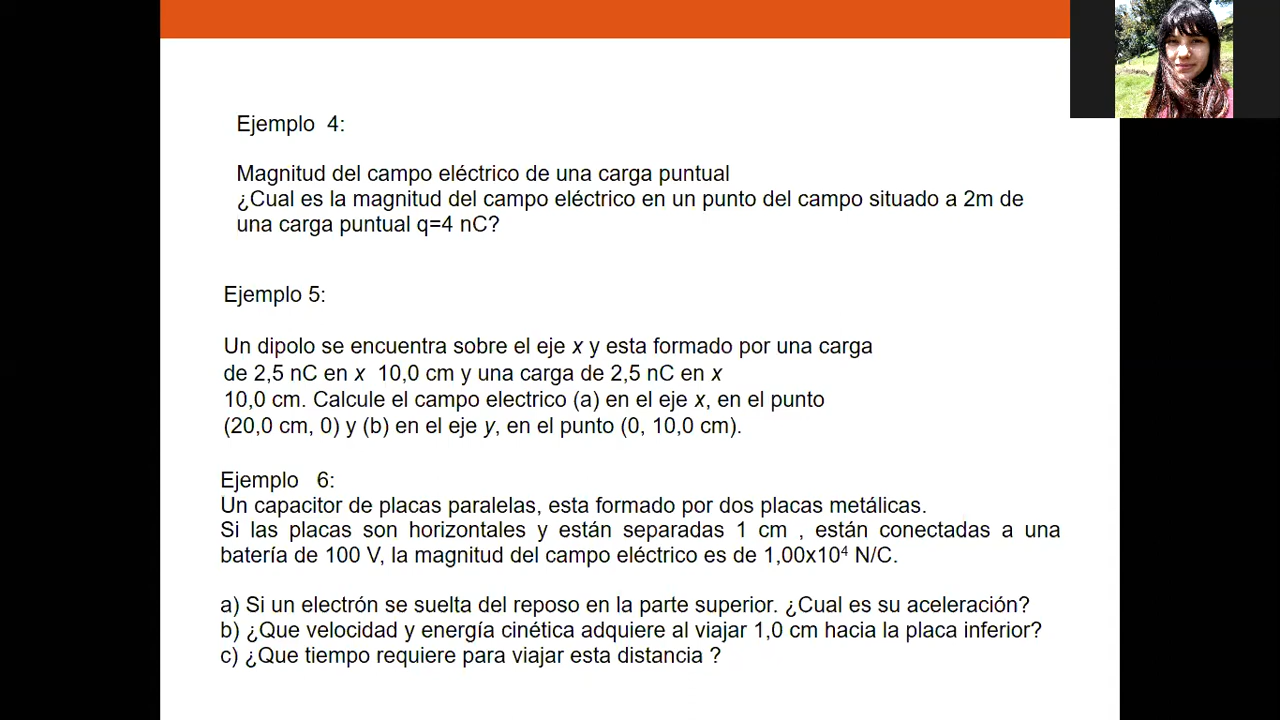 Ejemplo 4:
Magnitud del campo eléctrico de una carga puntual
¿Cual es la magnitud del campo eléctrico en un punto del campo situado a 2m de
una carga puntual q=4 nC?
Ejemplo 5:
Un dipolo se encuentra sobre el eje x y esta formado por una carga
de 2,5 nC en x 10,0 cm y una carga de 2,5 nC en x
10,0 cm. Calcule el campo electrico (a) en el eje x, en el punto
(20,0 cm, 0) y (b) en el eje y, en el punto (0, 10,0 cm).
Ejemplo 6:
Un capacitor de placas paralelas, esta formado por dos placas metálicas.
Si las placas son horizontales y están separadas 1 cm , están conectadas a una
batería de 100 V, la magnitud del campo eléctrico es de 1,00x10⁴ N/C.
a) Si un electrón se suelta del reposo en la parte superior. ¿Cual es su aceleración?
b) ¿Que velocidad y energía cinética adquiere al viajar 1,0 cm hacia la placa inferior?
c) ¿Que tiempo requiere para viajar esta distancia ?